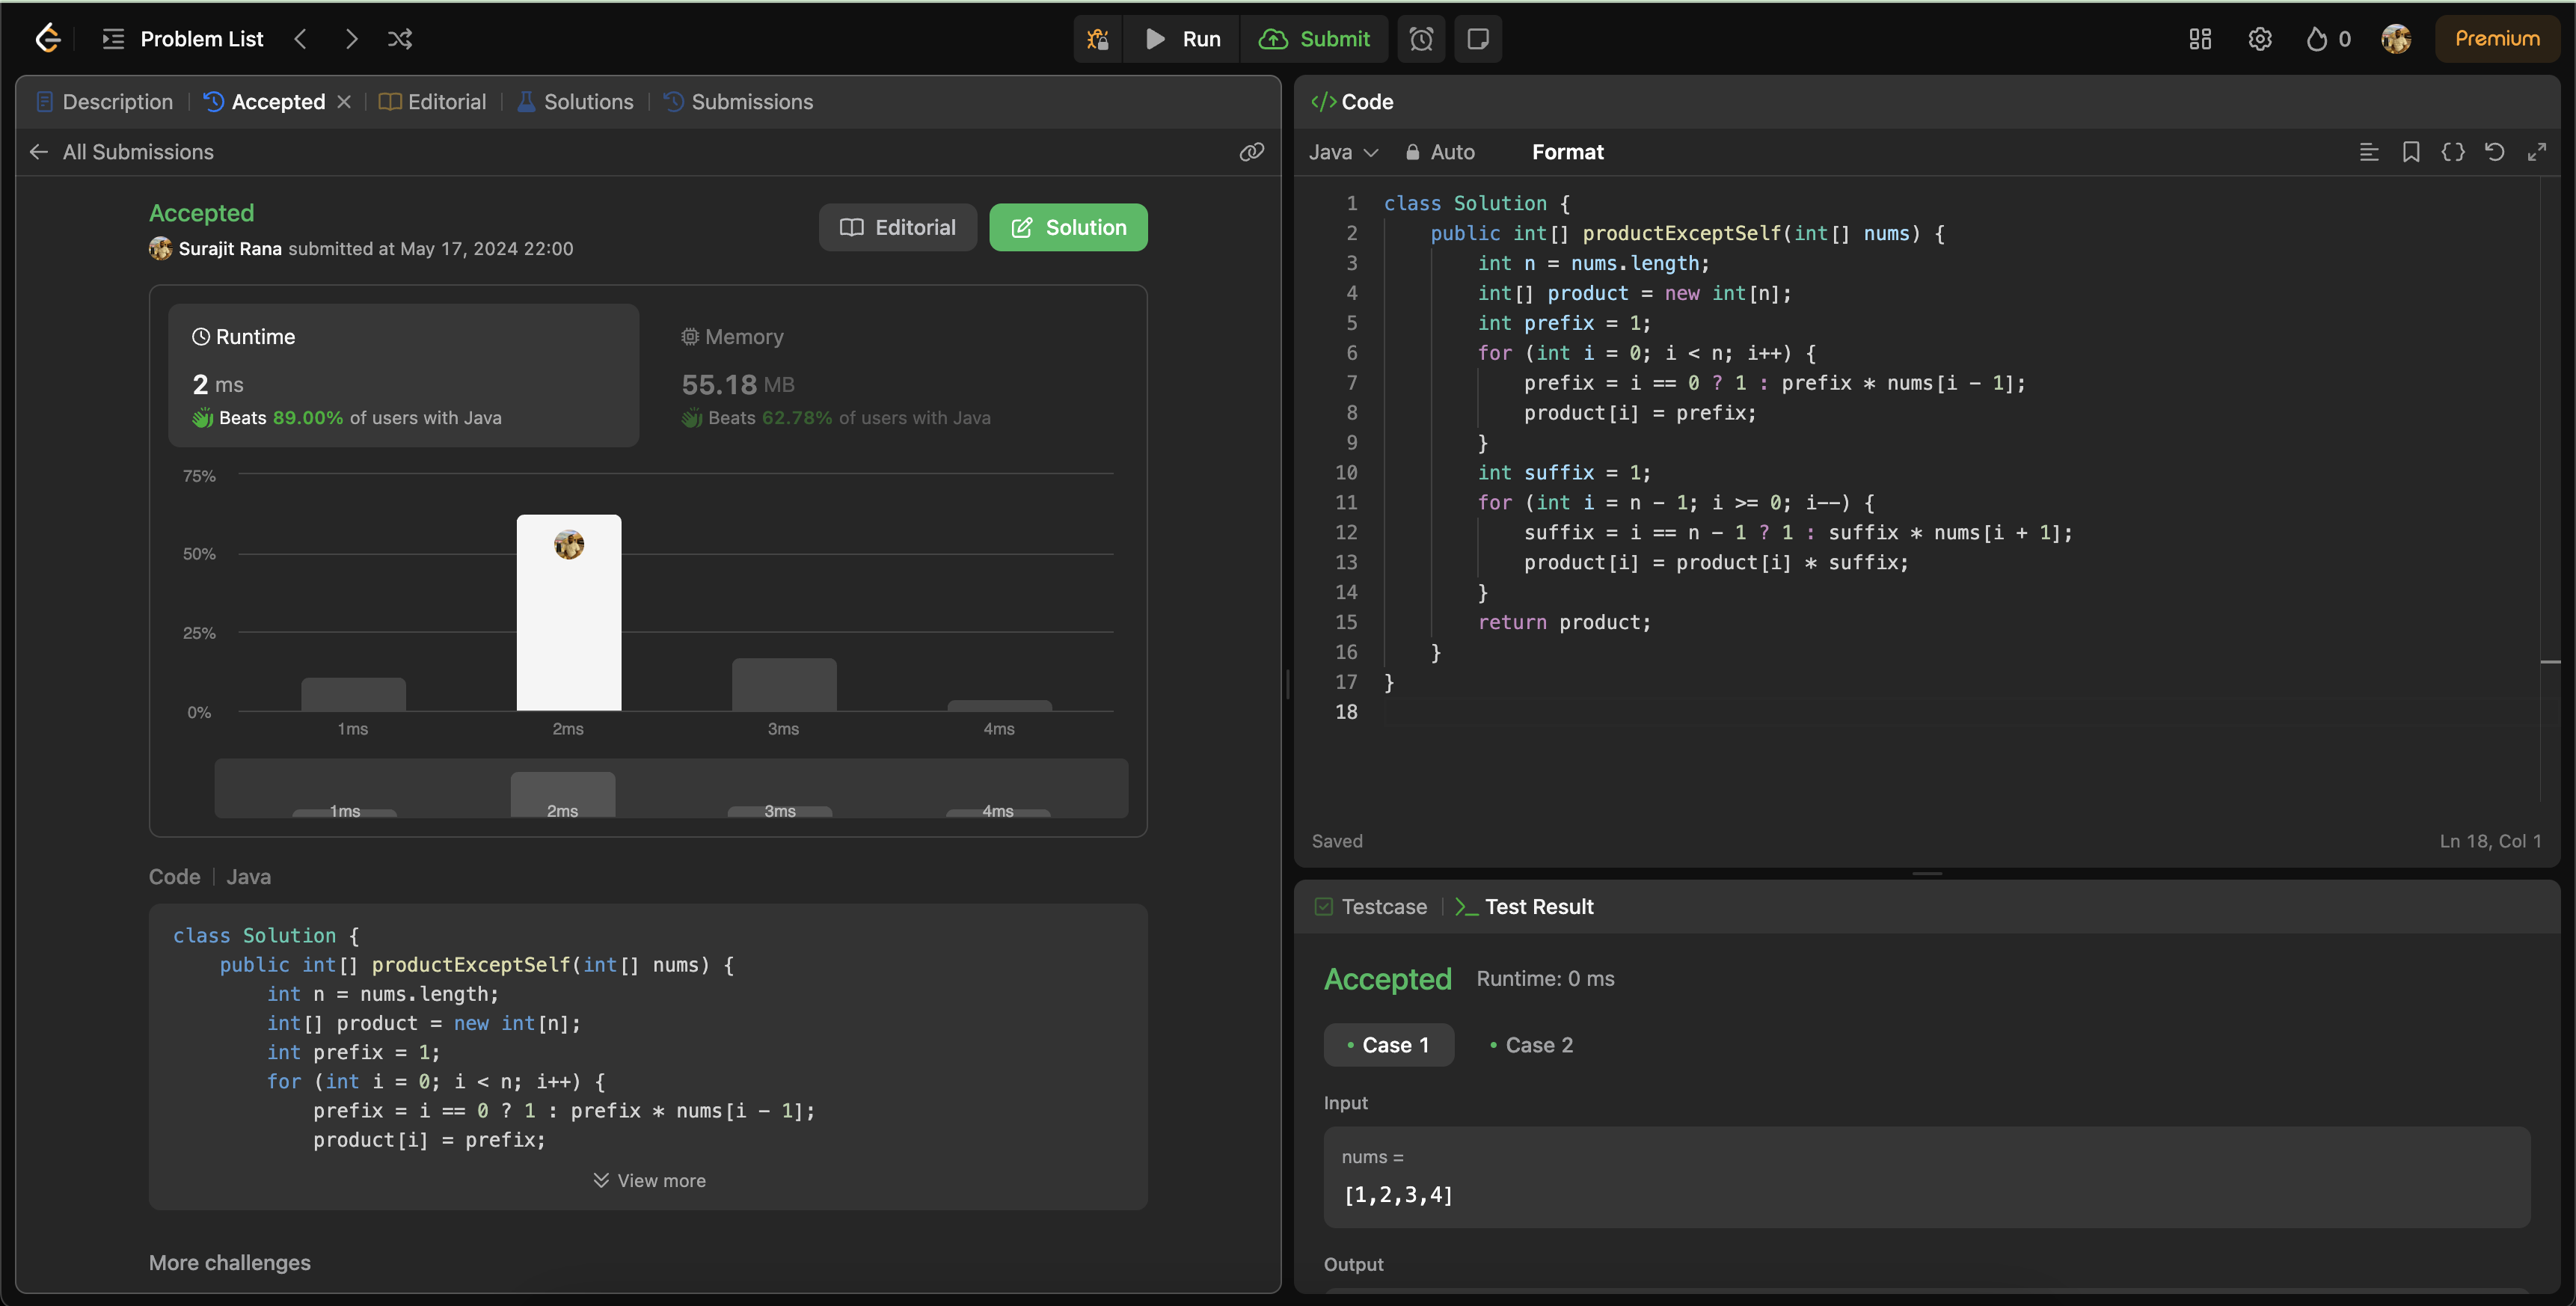 Problem List
Run
Submit
0
Premium
Description
Accepted
Editorial
Solutions
Submissions
All Submissions
Accepted
Surajit Rana submitted at May 17, 2024 22:00
Editorial
Solution
Runtime
2 ms
Beats 89.00% of users with Java
Memory
55.18 MB
Beats 62.78% of users with Java
75%
50%
25%
0%
1ms 2ms 3ms 4ms
1ms 2ms 3ms 4ms
Code | Java
class Solution {
    public int[] productExceptSelf(int[] nums) {
        int n = nums.length;
        int[] product = new int[n];
        int prefix = 1;
        for (int i = 0; i < n; i++) {
            prefix = i == 0 ? 1 : prefix * nums[i - 1];
            product[i] = prefix;
View more
More challenges
</> Code
Java
Auto
Format
1 class Solution {
2     public int[] productExceptSelf(int[] nums) {
3         int n = nums.length;
4         int[] product = new int[n];
5         int prefix = 1;
6         for (int i = 0; i < n; i++) {
7             prefix = i == 0 ? 1 : prefix * nums[i - 1];
8             product[i] = prefix;
9         }
10         int suffix = 1;
11         for (int i = n - 1; i >= 0; i--) {
12             suffix = i == n - 1 ? 1 : suffix * nums[i + 1];
13             product[i] = product[i] * suffix;
14         }
15         return product;
16     }
17 }
18
Saved
Ln 18, Col 1
Testcase
Test Result
Accepted
Runtime: 0 ms
• Case 1
• Case 2
Input
nums =
[1,2,3,4]
Output